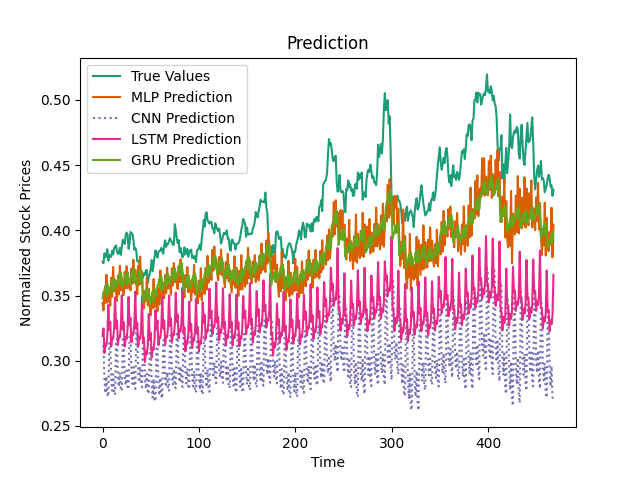 Prediction
True Values
MLP Prediction
CNN Prediction
LSTM Prediction
GRU Prediction
Normalized Stock Prices
0.50
0.45
0.40
0.35
0.30
0.25
0
100
200
300
400
Time